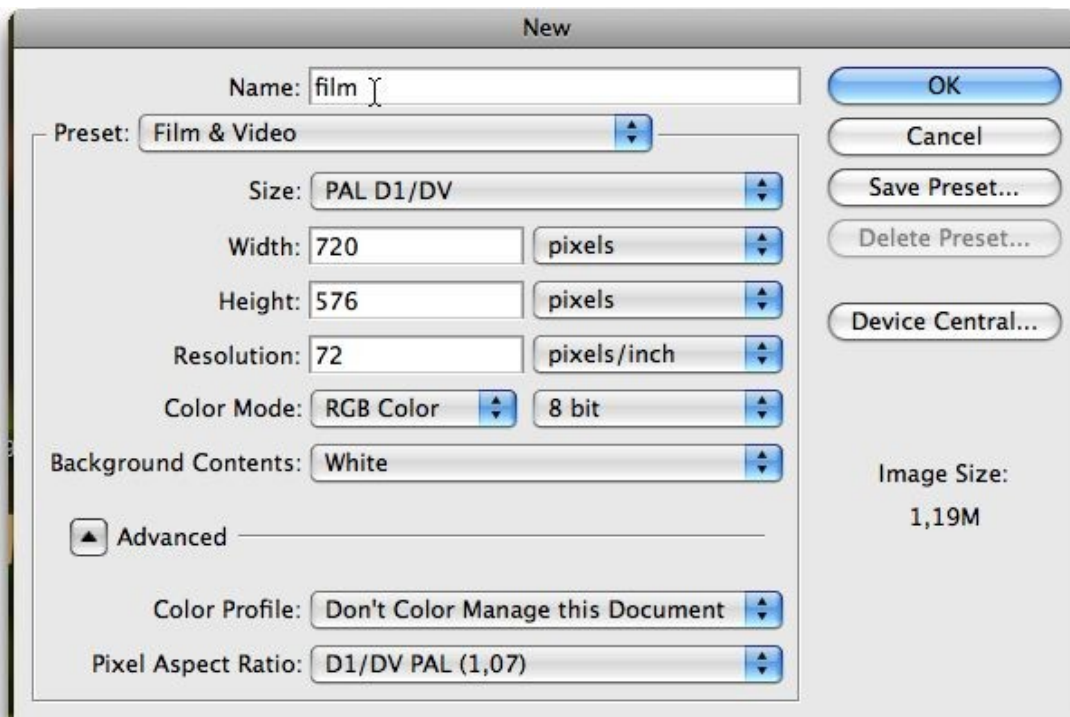 New
Name: film
Preset: Film & Video
Size: PAL D1/DV
Width: 720 pixels
Height: 576 pixels
Resolution: 72 pixels/inch
Color Mode: RGB Color 8 bit
Background Contents: White
Advanced
Color Profile: Don't Color Manage this Document
Pixel Aspect Ratio: D1/DV PAL (1,07)
OK
Cancel
Save Preset...
Delete Preset...
Device Central...
Image Size:
1,19M